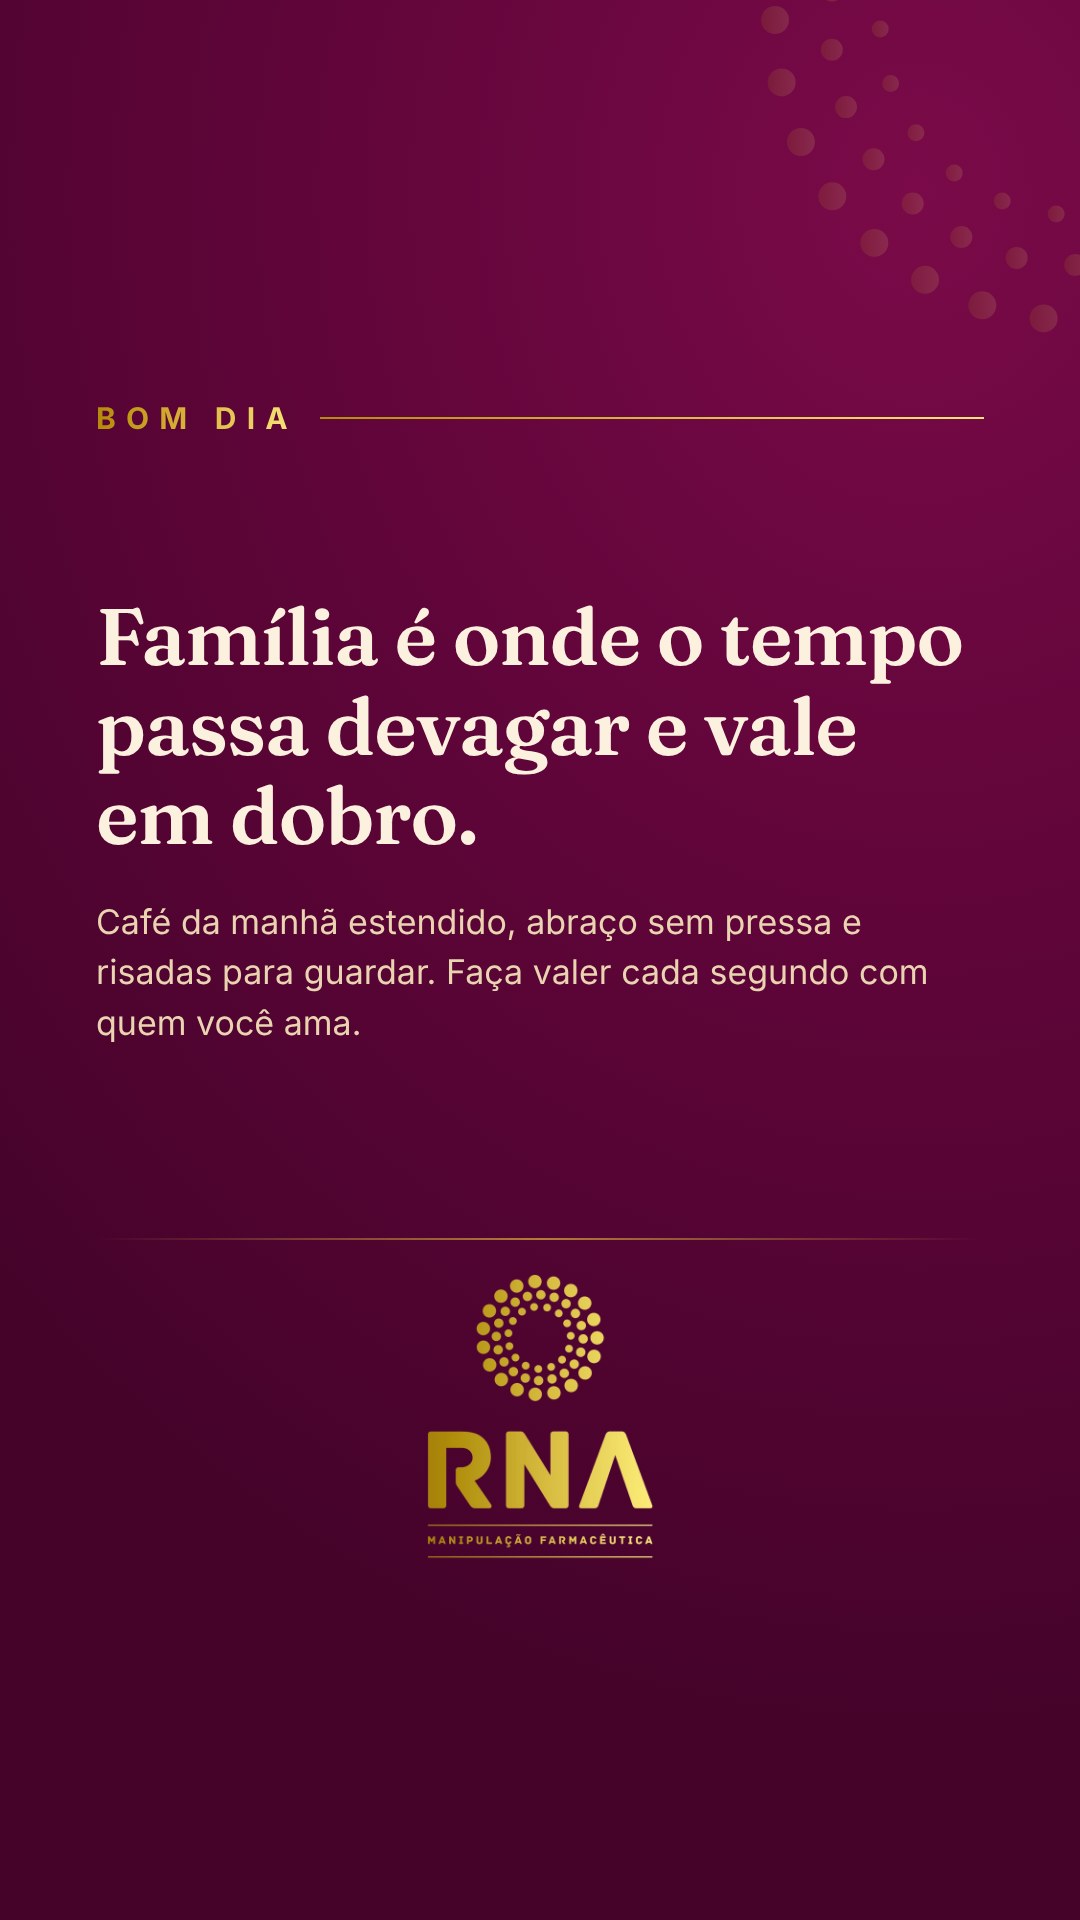 BOM DIA
Família é onde o tempo
passa devagar e vale
em dobro.
Café da manhã estendido, abraço sem pressa e
risadas para guardar. Faça valer cada segundo com
quem você ama.
RNA
MANIPULAÇÃO FARMACÊUTICA